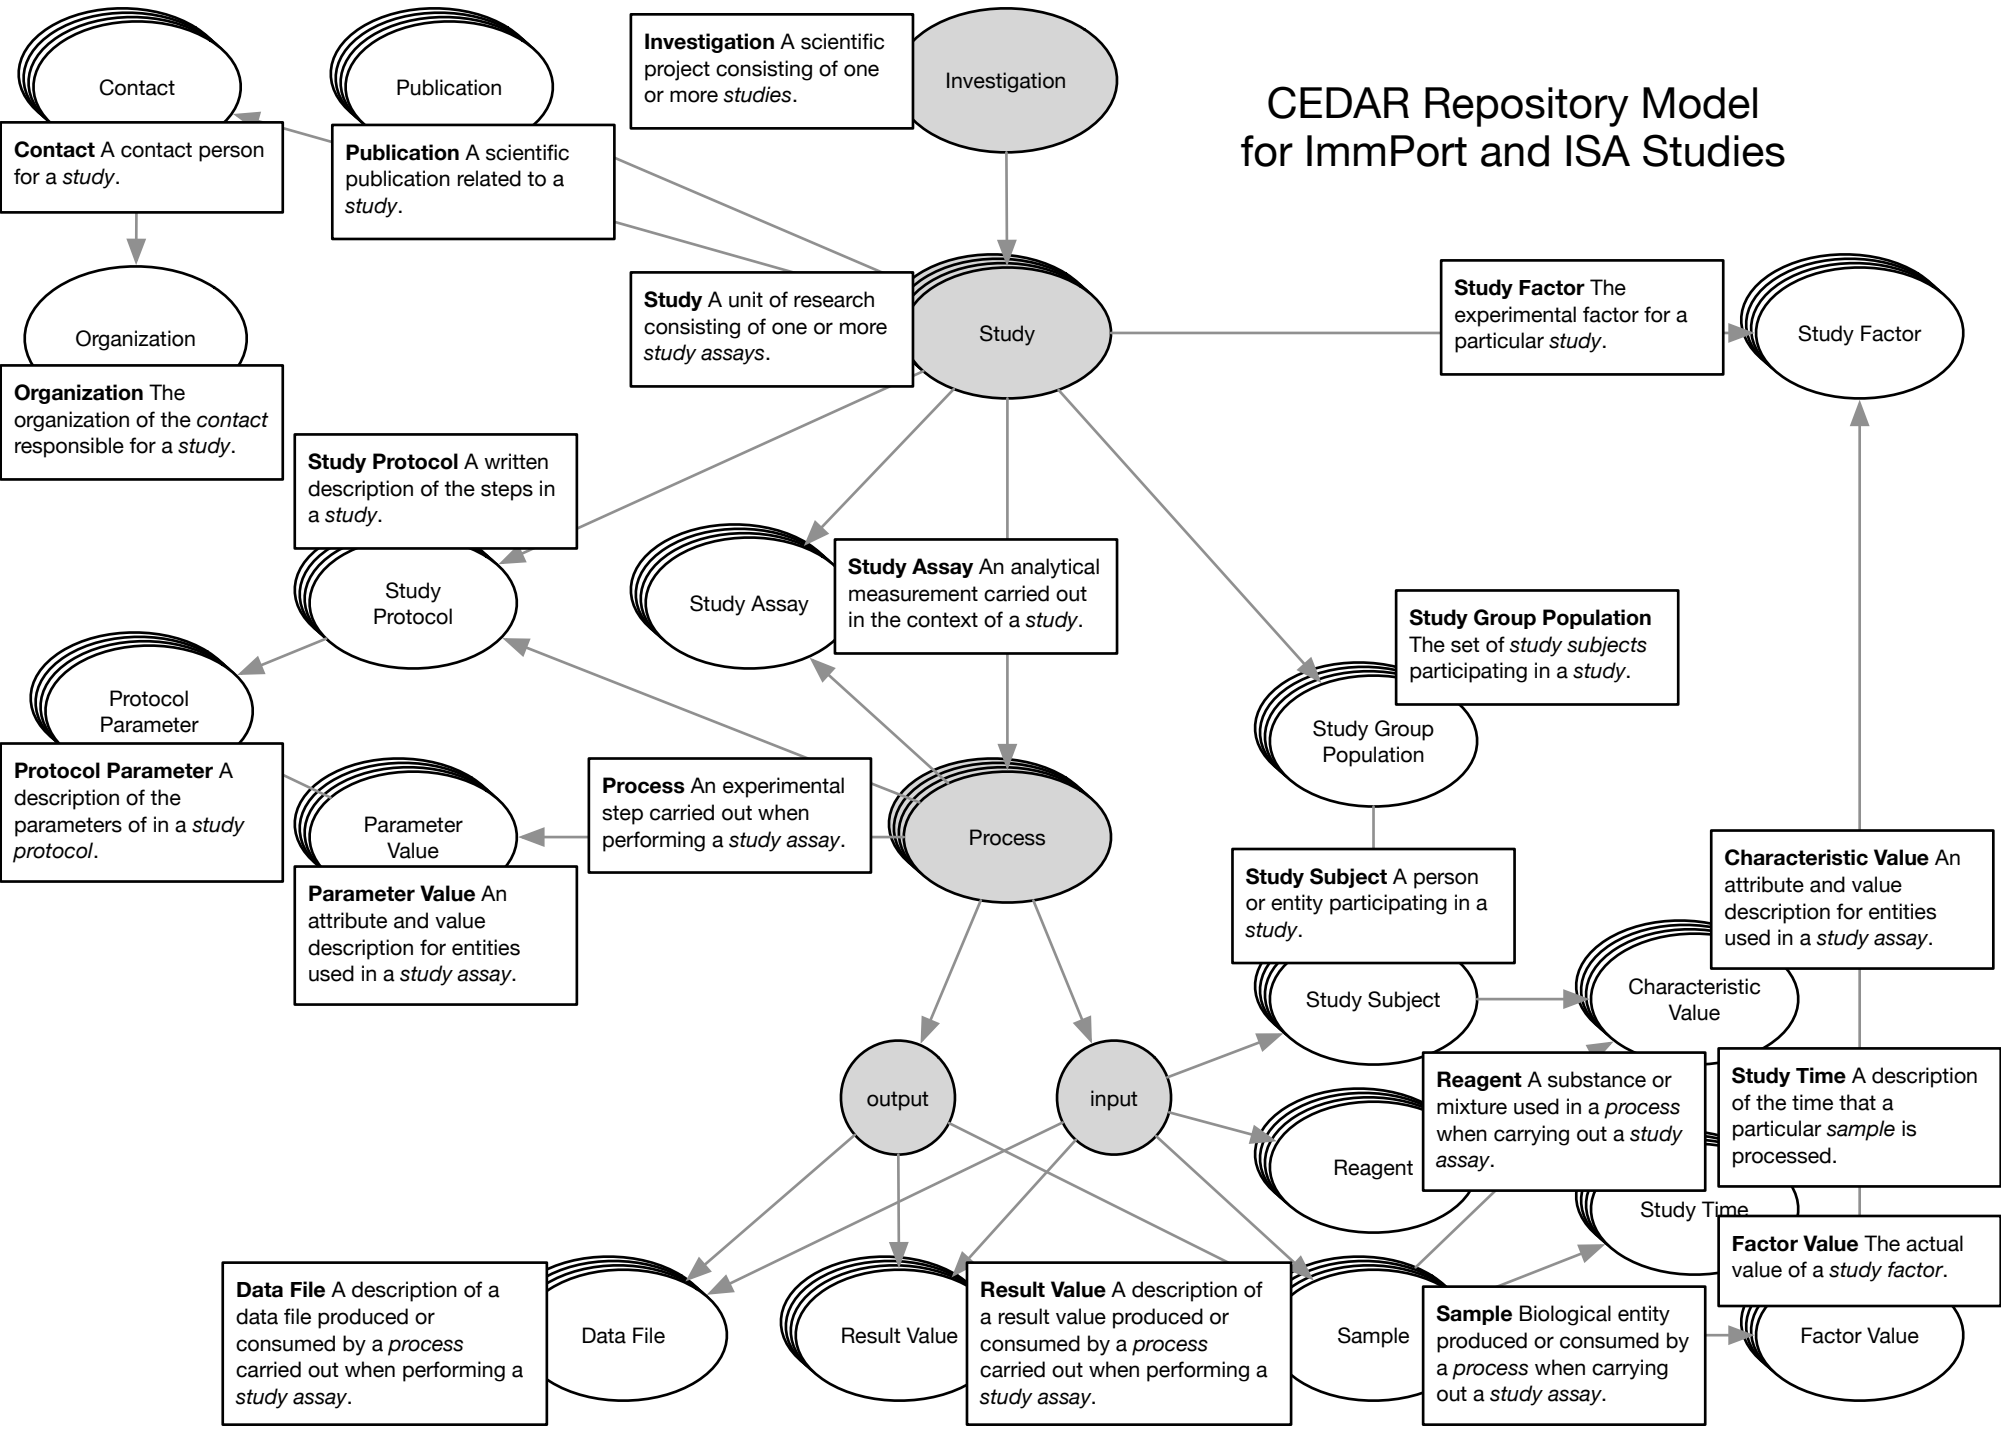 Contact
Publication
Investigation A scientific
project consisting of one
or more studies.
Investigation
CEDAR Repository Model
for ImmPort and ISA Studies
Contact A contact person
for a study.
Publication A scientific
publication related to a
study.
Organization
Study A unit of research
consisting of one or more
study assays.
Study
Study Factor The
experimental factor for a
particular study.
Study Factor
Organization The
organization of the contact
responsible for a study.
Study Protocol A written
description of the steps in
a study.
Study
Protocol
Study Assay
Study Assay An analytical
measurement carried out
in the context of a study.
Study Group Population
The set of study subjects
participating in a study.
Protocol
Parameter
Study Group
Population
Protocol Parameter A
description of the
parameters of in a study
protocol.
Parameter
Value
Process An experimental
step carried out when
performing a study assay.
Process
Parameter Value An
attribute and value
description for entities
used in a study assay.
Study Subject A person
or entity participating in a
study.
Characteristic Value An
attribute and value
description for entities
used in a study assay.
Study Subject
Characteristic
Value
output
input
Reagent
Reagent A substance or
mixture used in a process
when carrying out a study
assay.
Study Time A description
of the time that a
particular sample is
processed.
Study Time
Factor Value The actual
value of a study factor.
Data File A description of a
data file produced or
consumed by a process
carried out when performing a
study assay.
Data File
Result Value
Result Value A description of
a result value produced or
consumed by a process
carried out when performing a
study assay.
Sample
Sample Biological entity
produced or consumed by
a process when carrying
out a study assay.
Factor Value